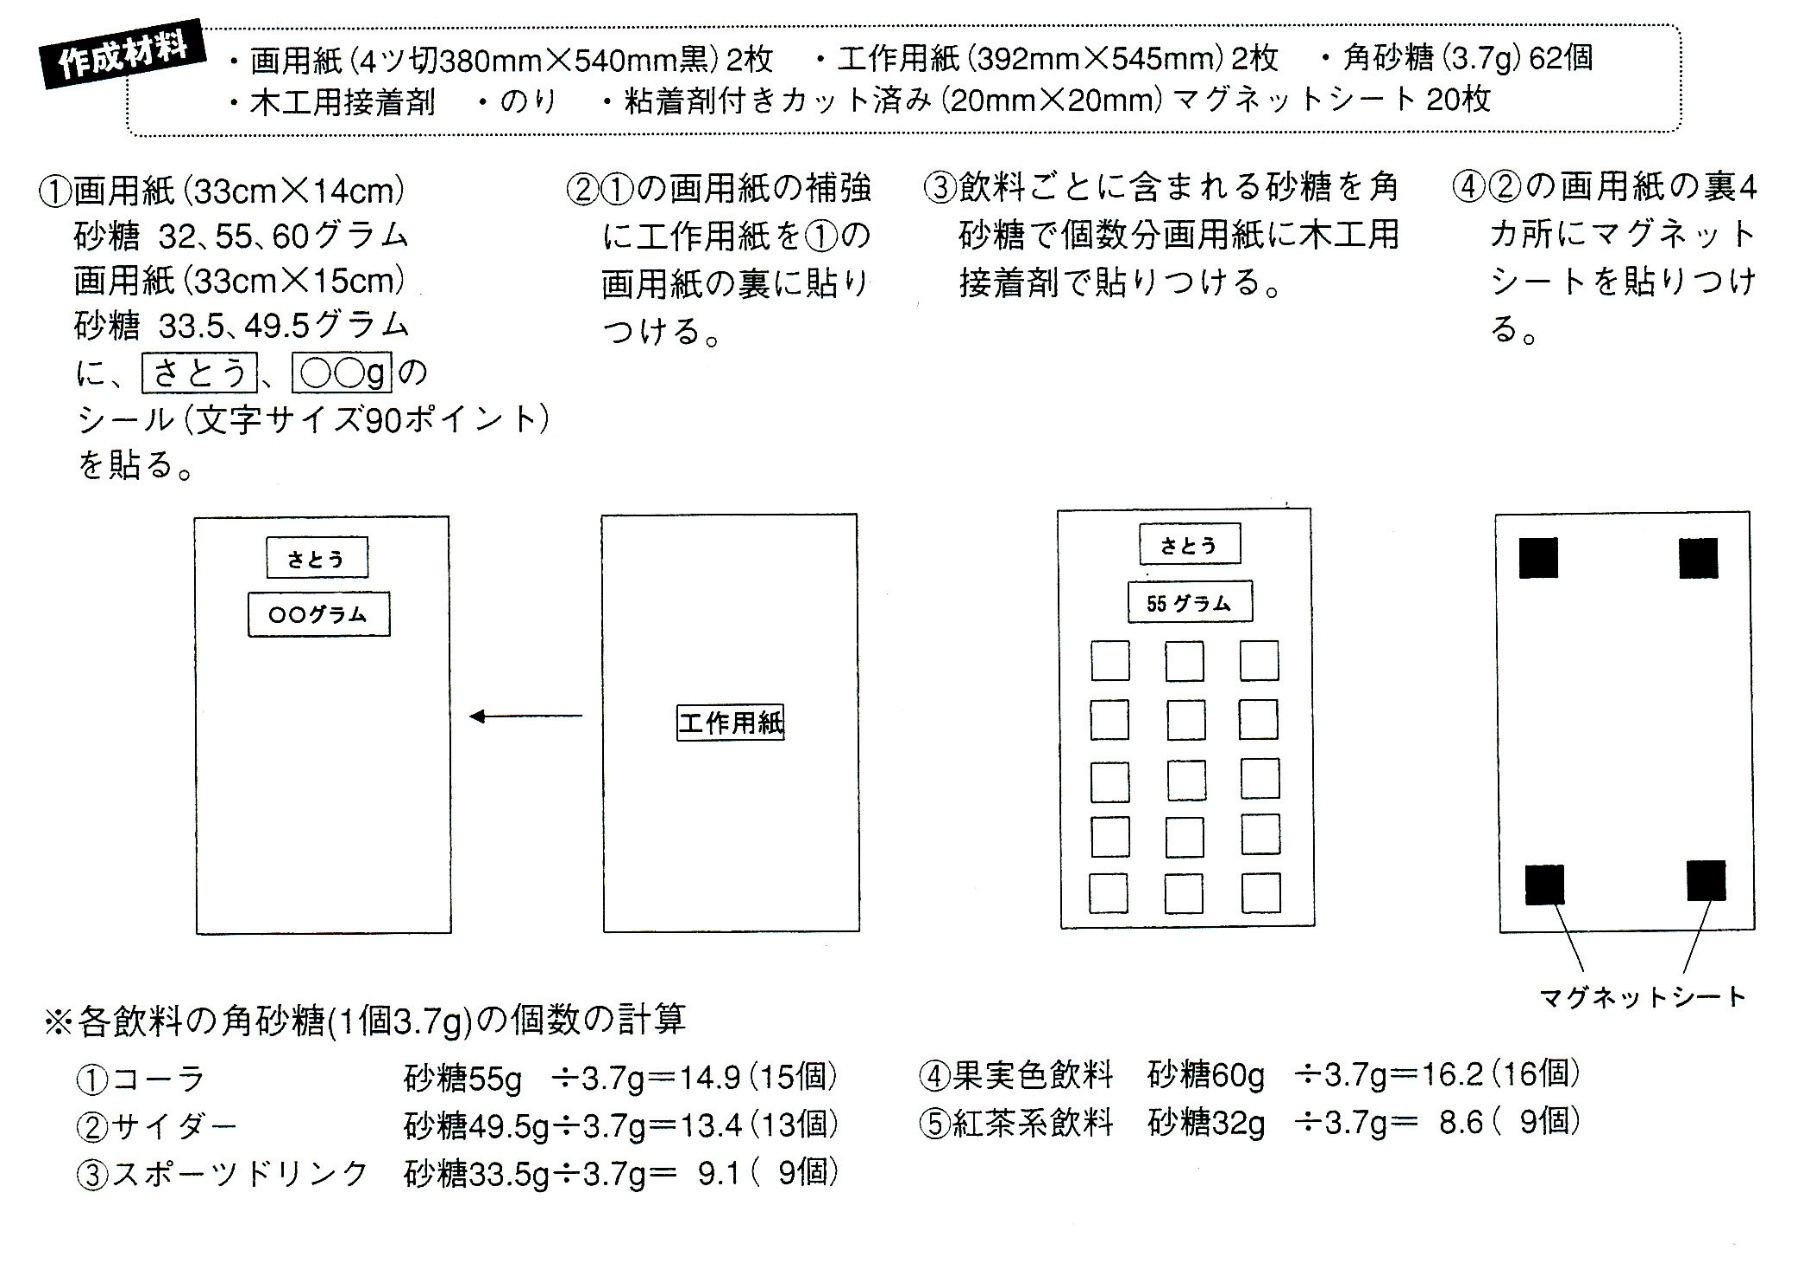 作成材料
・画用紙(4ツ切380mm×540mm黒)2枚 ・工作用紙(392mm×545mm)2枚 ・角砂糖(3.7g)62個
・木工用接着剤 ・のり ・粘着剤付きカット済み(20mm×20mm)マグネットシート20枚
①画用紙(33cm×14cm)
砂糖 32、55、60グラム
画用紙(33cm×15cm)
砂糖 33.5、49.5グラム
に、さとう、○○gの
シール(文字サイズ90ポイント)
を貼る。
②①の画用紙の補強
に工作用紙を①の
画用紙の裏に貼り
つける。
③飲料ごとに含まれる砂糖を角
砂糖で個数分画用紙に木工用
接着剤で貼りつける。
④②の画用紙の裏4
カ所にマグネット
シートを貼りつけ
る。
さとう
○○グラム
工作用紙
さとう
55グラム
マグネットシート
※各飲料の角砂糖(1個3.7g)の個数の計算
①コーラ 砂糖55g ÷3.7g=14.9(15個)
②サイダー 砂糖49.5g÷3.7g=13.4(13個)
③スポーツドリンク 砂糖33.5g÷3.7g= 9.1( 9個)
④果実色飲料 砂糖60g ÷3.7g=16.2(16個)
⑤紅茶系飲料 砂糖32g ÷3.7g= 8.6( 9個)